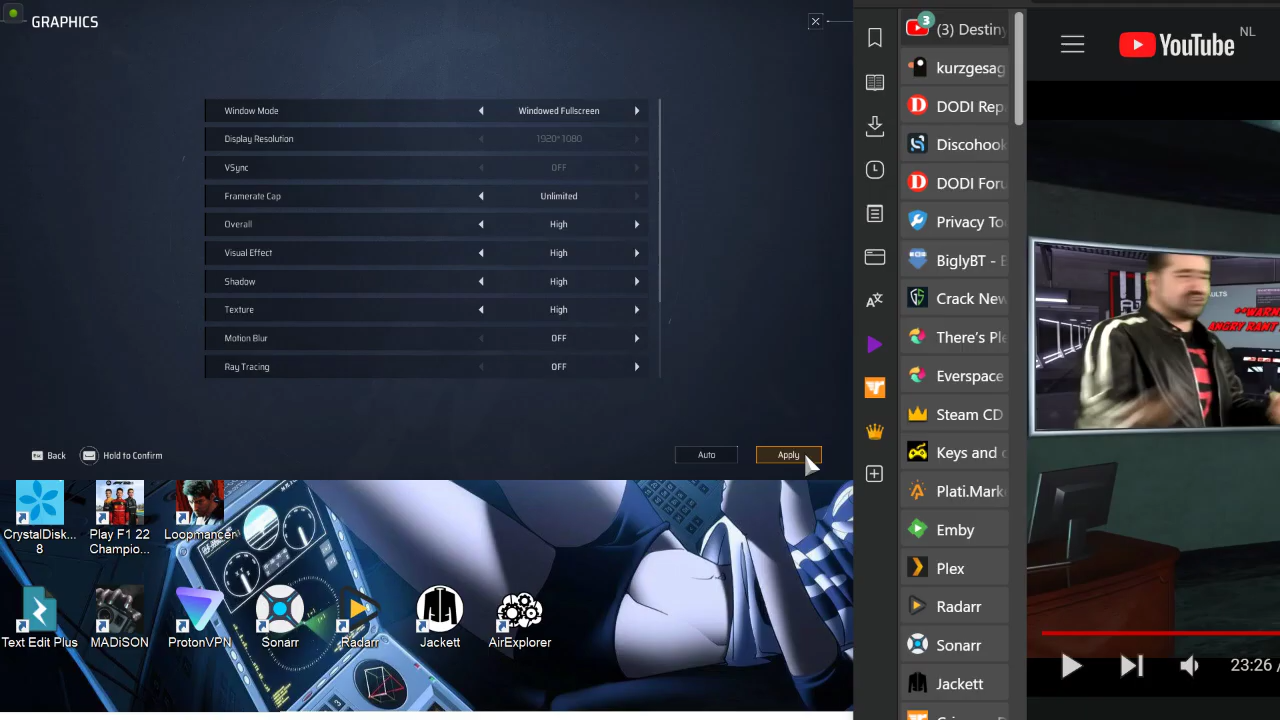 GRAPHICS
Window Mode
Windowed Fullscreen
Display Resolution
1920*1080
VSync
OFF
Framerate Cap
Unlimited
Overall
High
Visual Effect
High
Shadow
High
Texture
High
Motion Blur
OFF
Ray Tracing
OFF
Back
Hold to Confirm
Auto
Apply
CrystalDisk... 
8
Play F1 22
Champio...
Loopmancer
Text Edit Plus
MADiSON
ProtonVPN
Sonarr
Radarr
Jackett
AirExplorer
3
(3) Destiny
kurzgesag
DODI Rep
Discohook
DODI Foru
Privacy To
BiglyBT - B
Crack New
There's Ple
Everspace
Steam CD
Keys and
Plati.Mark
Emby
Plex
Radarr
Sonarr
Jackett
YouTube NL
ANGRY RANT
23:26 /